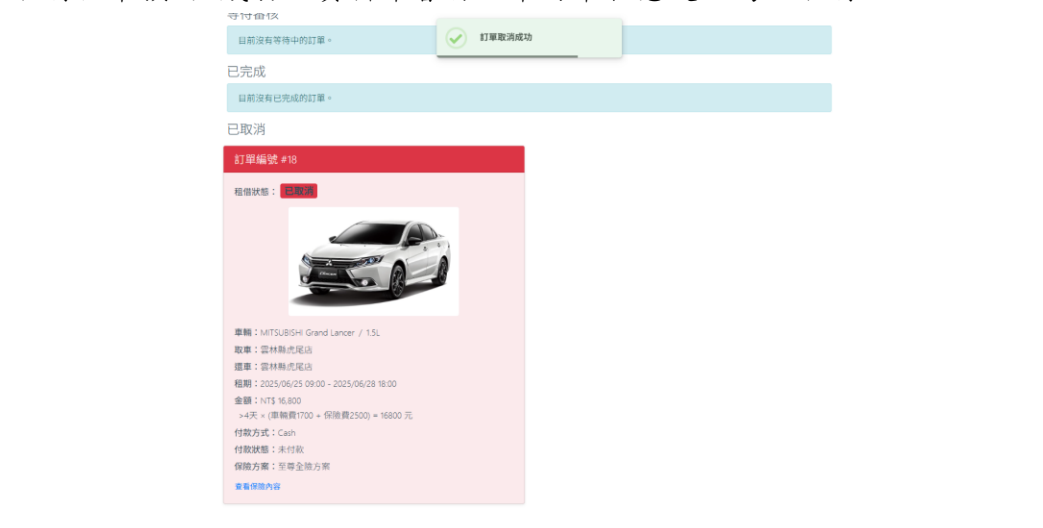 等待審核
目前沒有等待中的訂單。
訂單取消成功
已完成
目前沒有已完成的訂單。
已取消
訂單編號 #18
租借狀態： 已取消
車輛：MITSUBISHI Grand Lancer / 1.5L
取車：雲林縣虎尾店
還車：雲林縣虎尾店
租期：2025/06/25 09:00 - 2025/06/28 18:00
金額：NT$ 16,800
>4天 × (車輛費1700 + 保險費2500) = 16800 元
付款方式：Cash
付款狀態：未付款
保險方案：至尊全險方案
查看保險內容